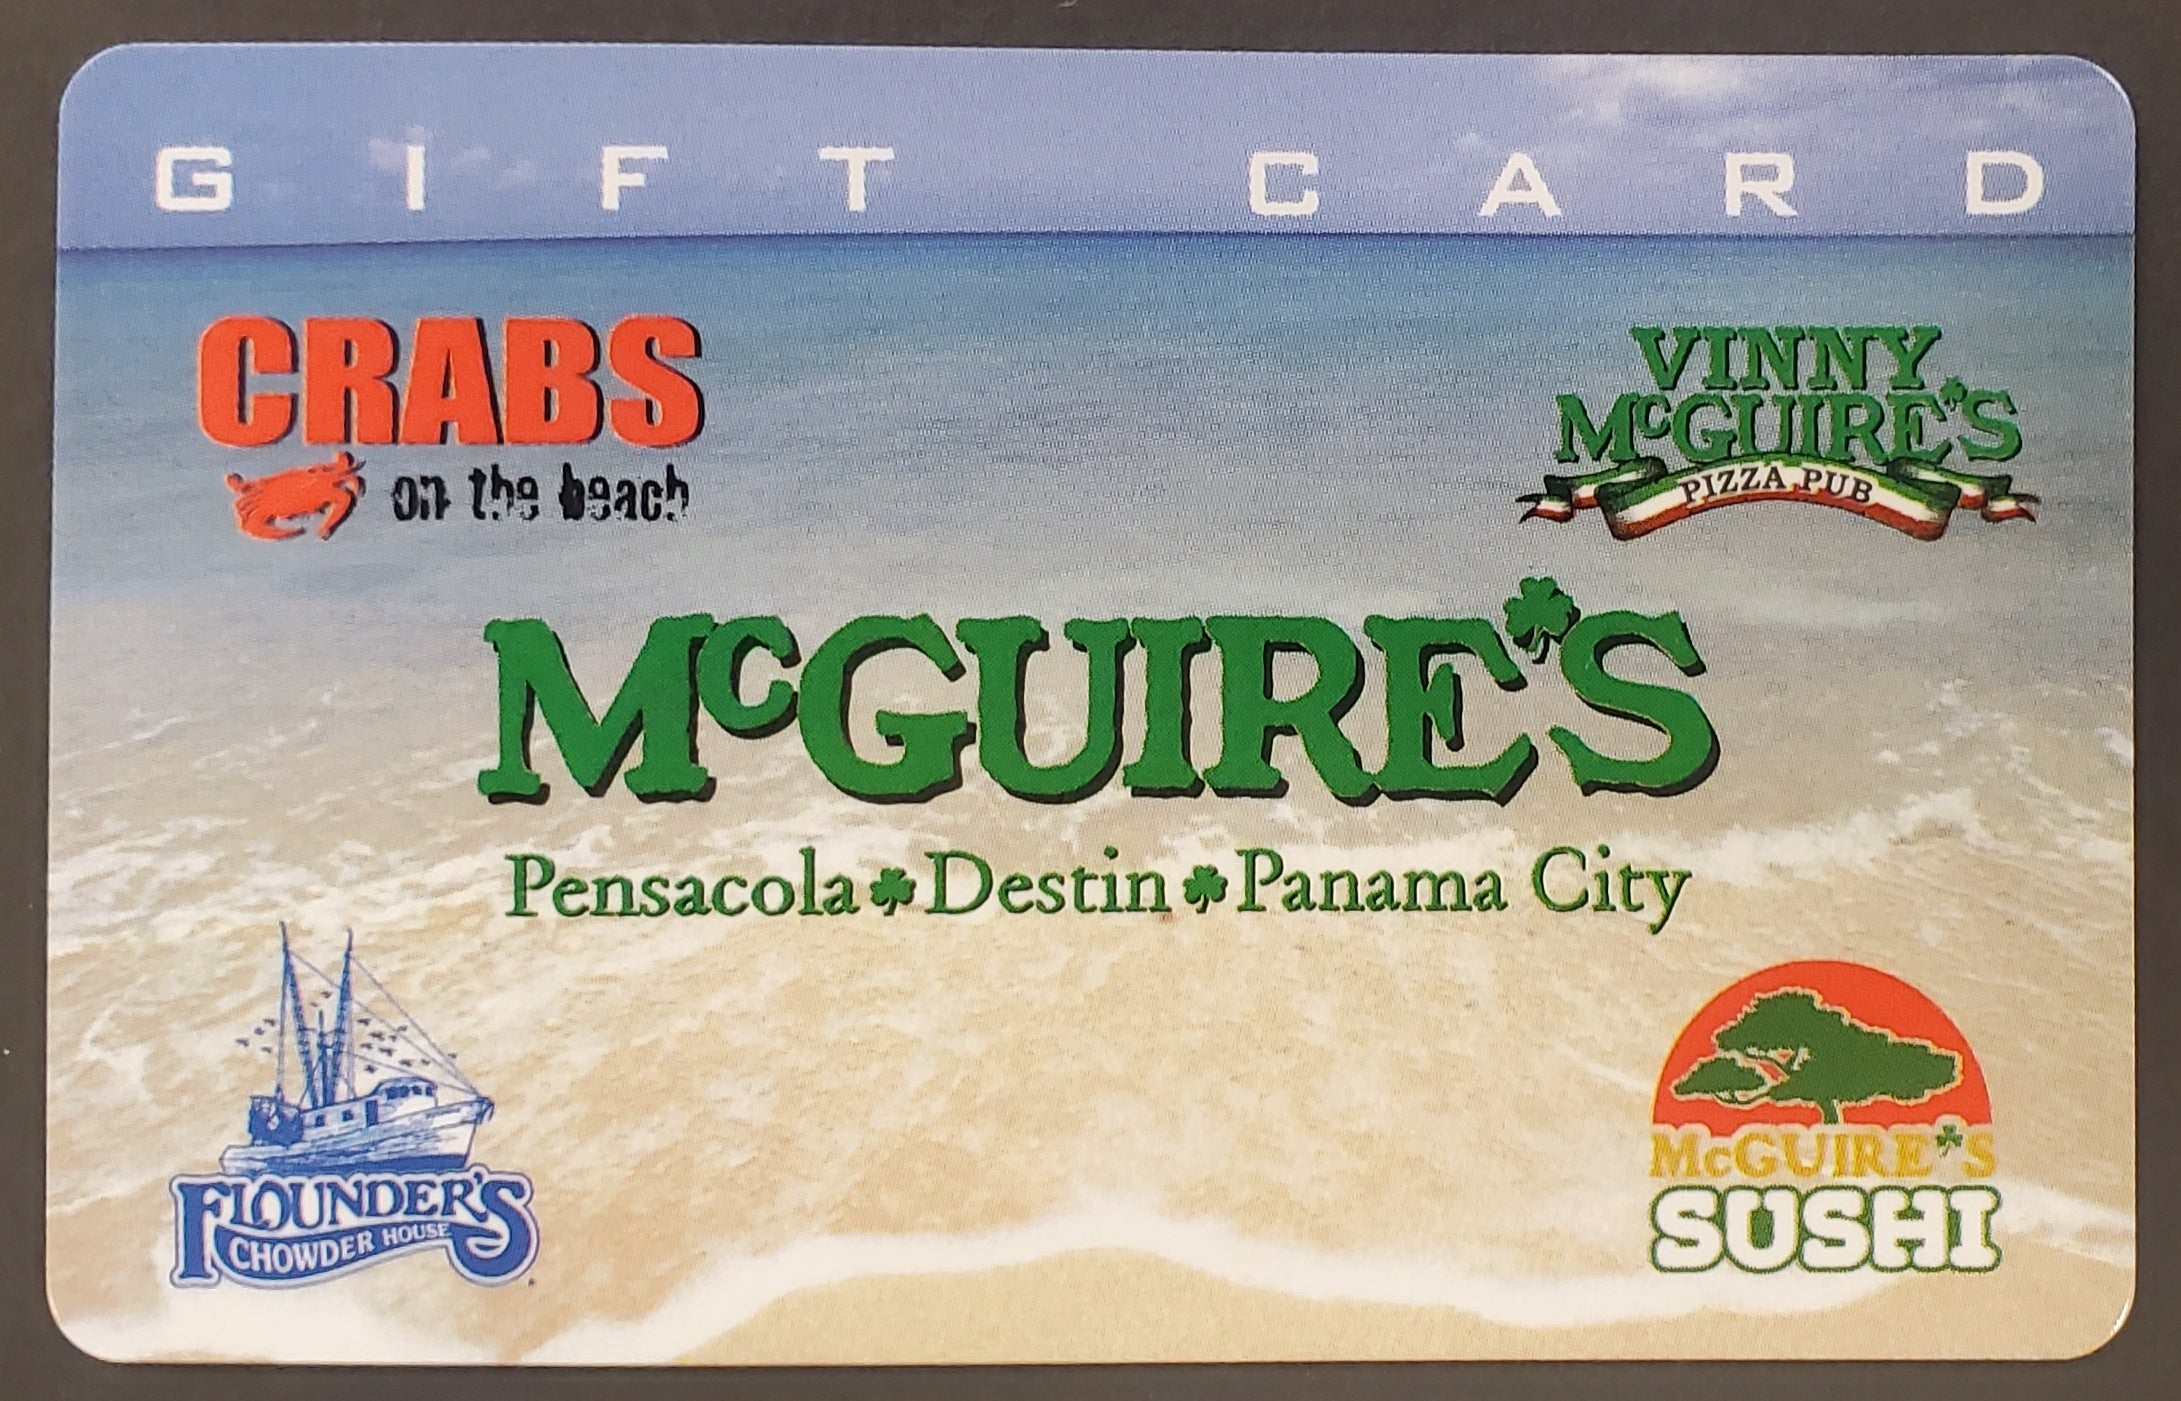 GIFT CARD
CRABS
on the beach
VINNY
McGUIRE'S
PIZZA PUB
McGUIRE'S
Pensacola☘Destin☘Panama City
FLOUNDER'S
CHOWDER HOUSE
McGUIRE'S
SUSHI